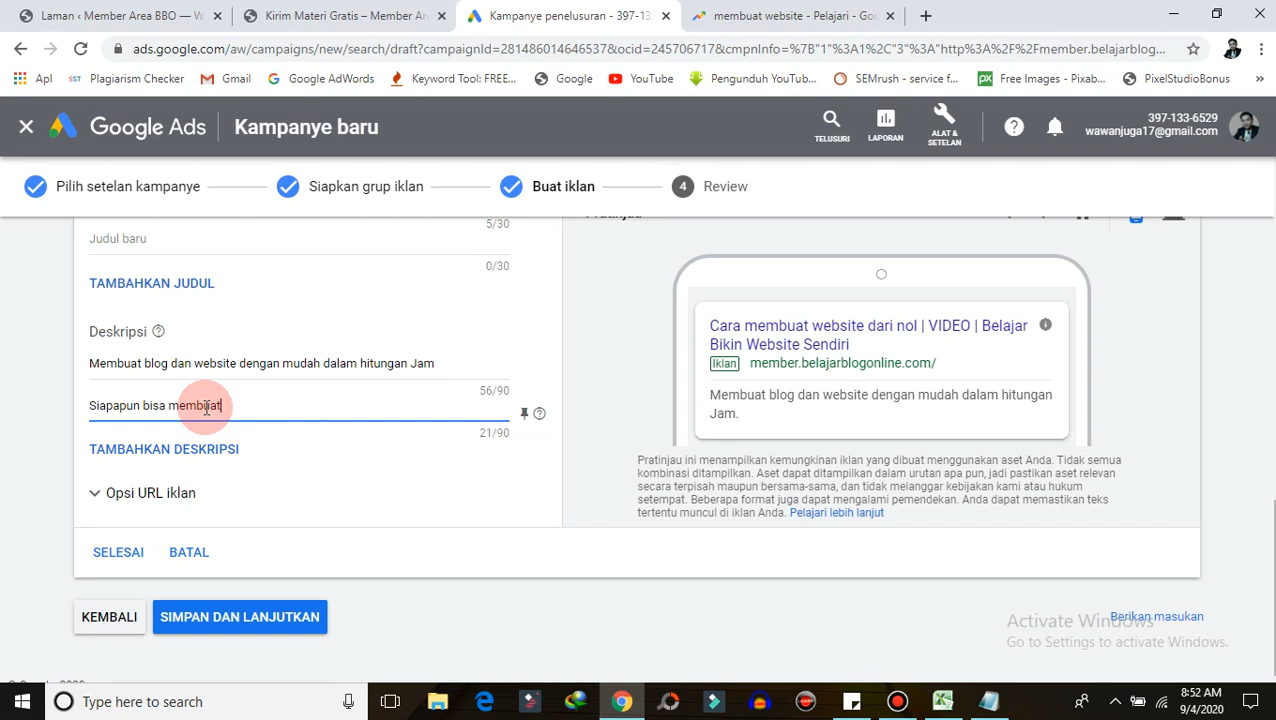 Laman ‹ Member Area BBO — W
Kirim Materi Gratis – Member Ar
Kampanye penelusuran - 397-13
membuat website - Pelajari - Goo
ads.google.com/aw/campaigns/new/search/draft?campaignId=281486014646537&ocid=245706717&cmpnInfo=%7B"1"%3A1%2C"3"%3A"http%3A%2F%2Fmember.belajarblog...
Apl
SST Plagiarism Checker
Gmail
Google AdWords
Keyword Tool: FREE...
Google
YouTube
Pengunduh YouTub...
SEMrush - service f...
px Free Images - Pixab...
PixelStudioBonus
»
Google Ads
Kampanye baru
TELUSURI
LAPORAN
ALAT &
SETELAN
397-133-6529
wawanjuga17@gmail.com
Pilih setelan kampanye
Siapkan grup iklan
Buat iklan
4 Review
5/30
Judul baru
0/30
TAMBAHKAN JUDUL
Deskripsi
Membuat blog dan website dengan mudah dalam hitungan Jam
56/90
Siapapun bisa membuat
21/90
TAMBAHKAN DESKRIPSI
Opsi URL iklan
SELESAI
BATAL
KEMBALI
SIMPAN DAN LANJUTKAN
Pratinjau
Cara membuat website dari nol | VIDEO | Belajar
Bikin Website Sendiri
Iklan member.belajarblogonline.com/
Membuat blog dan website dengan mudah dalam hitungan
Jam.
Pratinjau ini menampilkan kemungkinan iklan yang dibuat menggunakan aset Anda. Tidak semua
kombinasi ditampilkan. Aset dapat ditampilkan dalam urutan apa pun, jadi pastikan aset relevan
secara terpisah maupun bersama-sama, dan tidak melanggar kebijakan kami atau hukum
setempat. Beberapa format juga dapat mengalami pemendekan. Anda dapat memastikan teks
tertentu muncul di iklan Anda. Pelajari lebih lanjut
Berikan masukan
Activate Windows
Go to Settings to activate Windows.
Type here to search
8:52 AM
9/4/2020